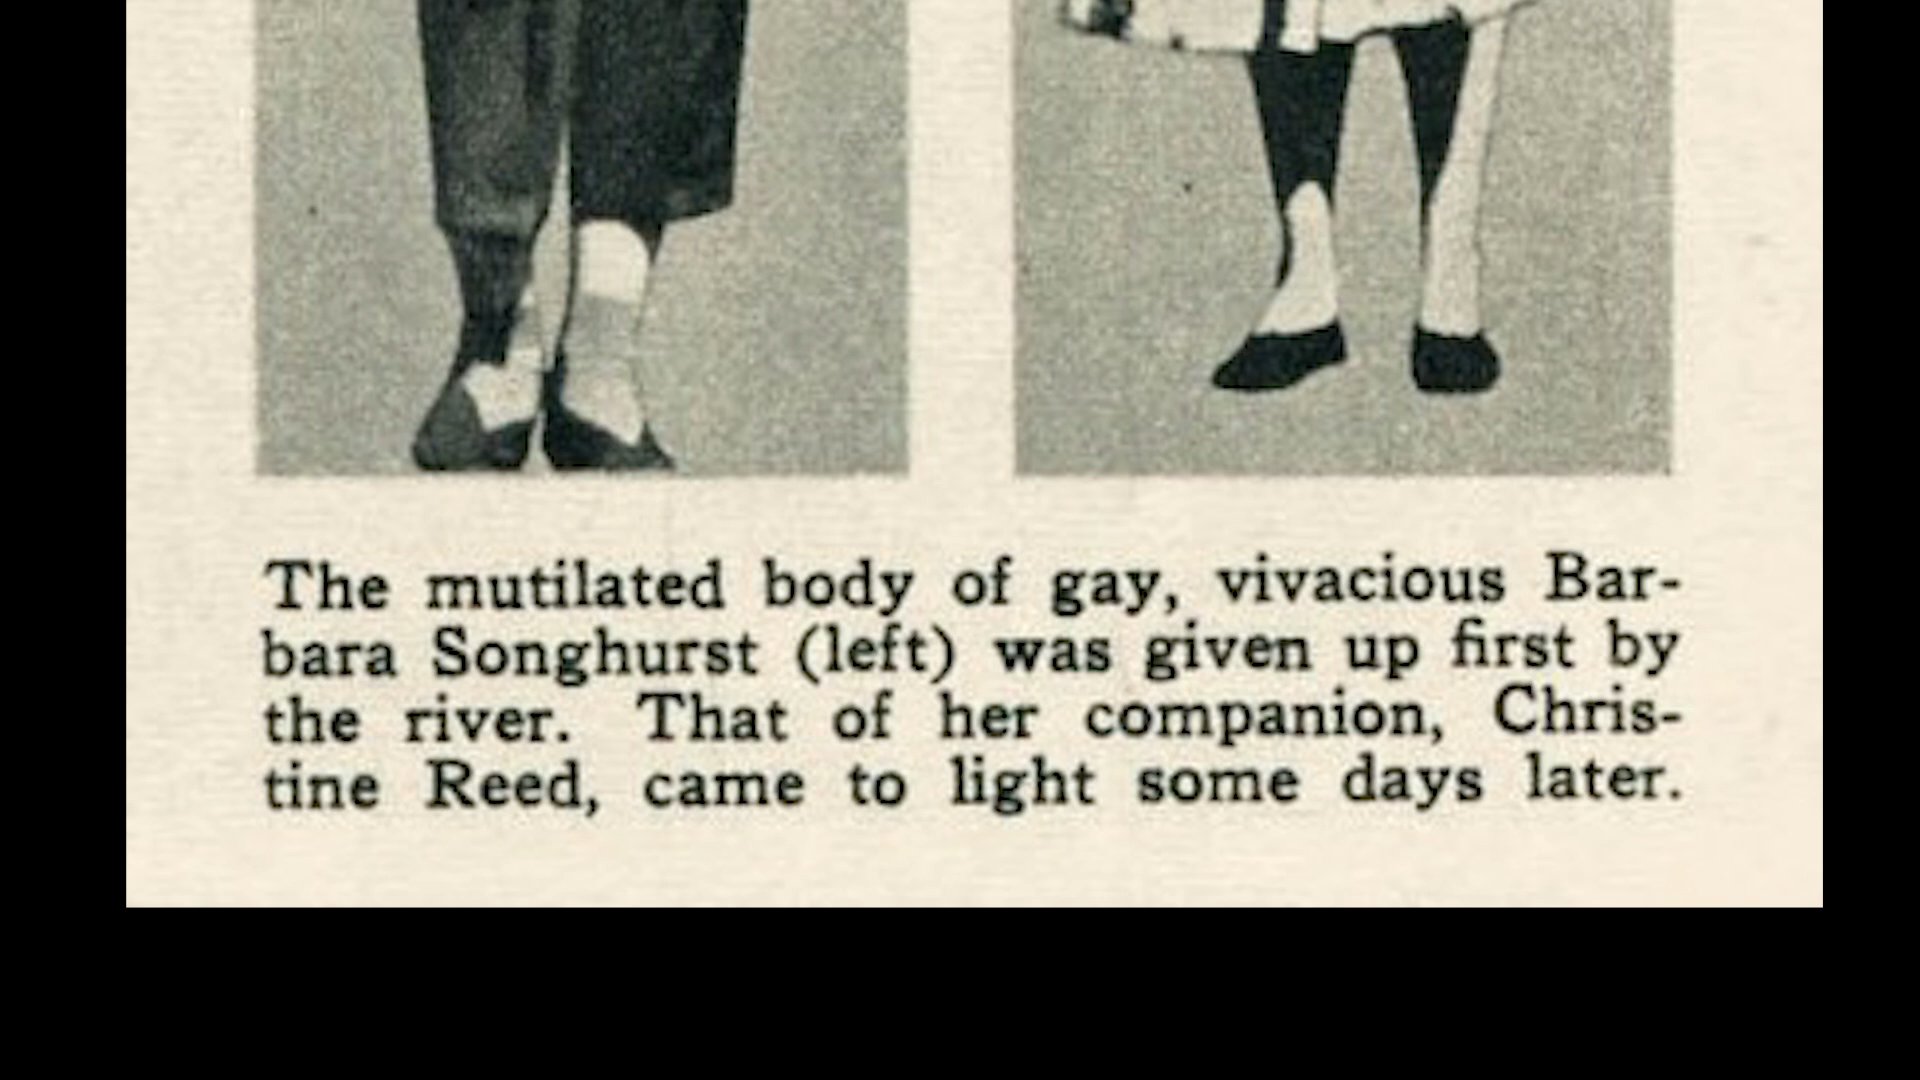 The mutilated body of gay, vivacious Bar-
bara Songhurst (left) was given up first by
the river. That of her companion, Chris-
tine Reed, came to light some days later.